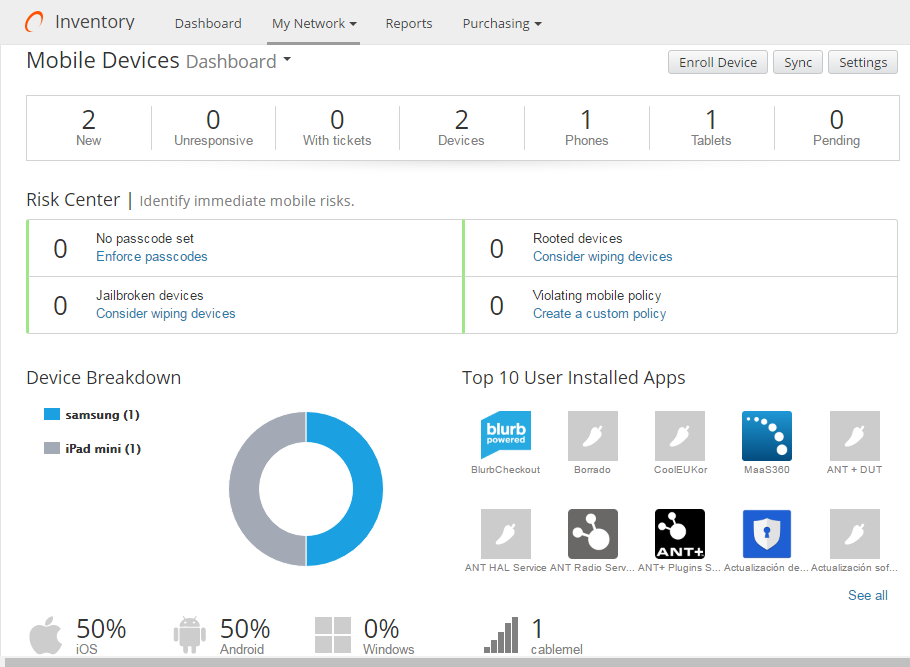 Inventory Dashboard My Network Reports Purchasing
Mobile Devices Dashboard Enroll Device Sync Settings
2 0 0 2 1 1 0
New Unresponsive With tickets Devices Phones Tablets Pending
Risk Center | Identify immediate mobile risks.
0 No passcode set
Enforce passcodes
0 Rooted devices
Consider wiping devices
0 Jailbroken devices
Consider wiping devices
0 Violating mobile policy
Create a custom policy
Device Breakdown
samsung (1)
iPad mini (1)
Top 10 User Installed Apps
blurb
powered
BlurbCheckout Borrado CoolEUKor MaaS360 ANT + DUT
ANT+
ANT HAL Service ANT Radio Serv... ANT+ Plugins S... Actualización de... Actualización sof...
See all
50% 50% 0% 1
iOS Android Windows cablemel